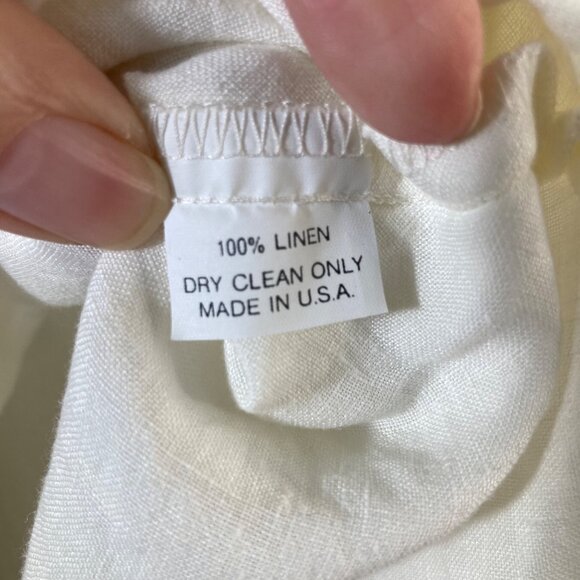 100% LINEN
DRY CLEAN ONLY
MADE IN U.S.A.